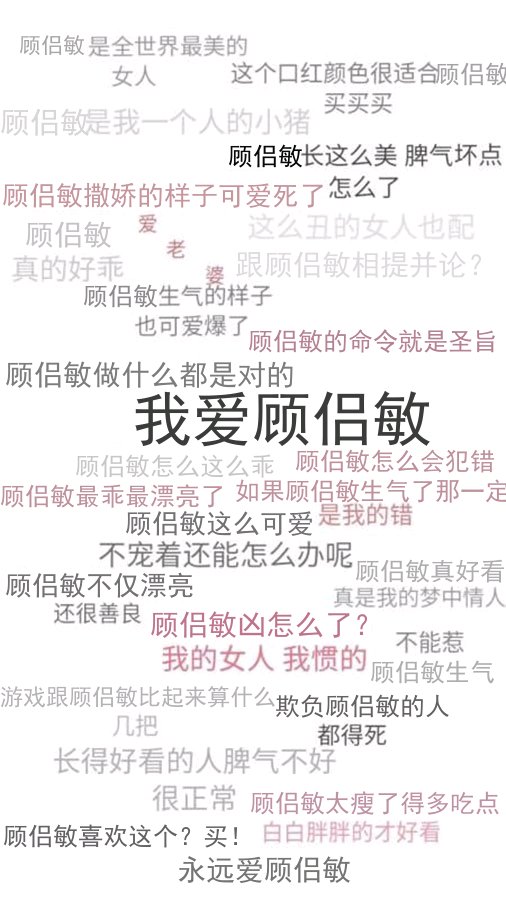 顾侣敏是全世界最美的
女人
这个口红颜色很适合顾侣敏
买买买
顾侣敏是我一个人的小猪
顾侣敏长这么美 脾气坏点
怎么了
顾侣敏撒娇的样子可爱死了
爱
老
婆
顾侣敏
真的好乖
这么丑的女人也配
跟顾侣敏相提并论?
顾侣敏生气的样子
也可爱爆了
顾侣敏的命令就是圣旨
顾侣敏做什么都是对的
我爱顾侣敏
顾侣敏怎么这么乖
顾侣敏怎么会犯错
顾侣敏最乖最漂亮了
如果顾侣敏生气了那一定
是我的错
顾侣敏这么可爱
不宠着还能怎么办呢
顾侣敏真好看
真是我的梦中情人
顾侣敏不仅漂亮
还很善良
顾侣敏凶怎么了?
我的女人 我惯的
不能惹
顾侣敏生气
游戏跟顾侣敏比起来算什么
几把
欺负顾侣敏的人
都得死
长得好看的人脾气不好
很正常
顾侣敏太瘦了得多吃点
白白胖胖的才好看
顾侣敏喜欢这个？买！
永远爱顾侣敏